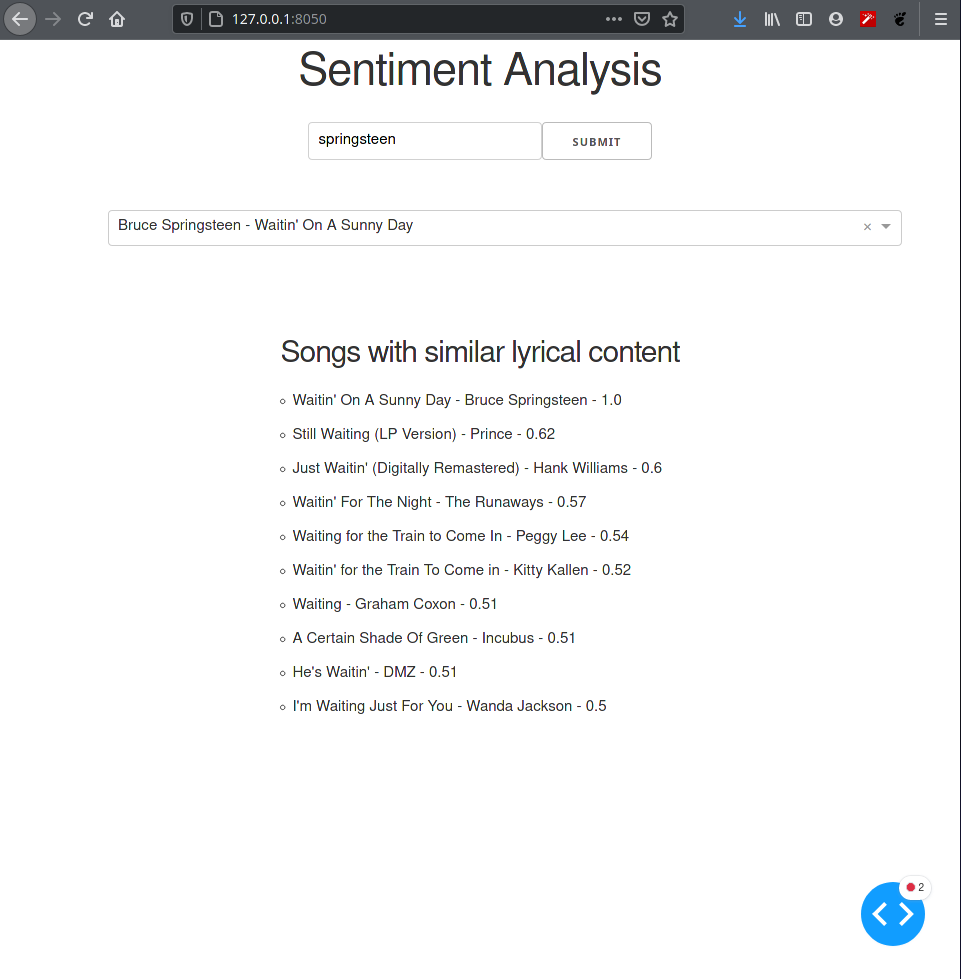 127.0.0.1:8050
Sentiment Analysis
springsteen SUBMIT
Bruce Springsteen - Waitin' On A Sunny Day ×
Songs with similar lyrical content
Waitin' On A Sunny Day - Bruce Springsteen - 1.0
Still Waiting (LP Version) - Prince - 0.62
Just Waitin' (Digitally Remastered) - Hank Williams - 0.6
Waitin' For The Night - The Runaways - 0.57
Waiting for the Train to Come In - Peggy Lee - 0.54
Waitin' for the Train To Come in - Kitty Kallen - 0.52
Waiting - Graham Coxon - 0.51
A Certain Shade Of Green - Incubus - 0.51
He's Waitin' - DMZ - 0.51
I'm Waiting Just For You - Wanda Jackson - 0.5
2